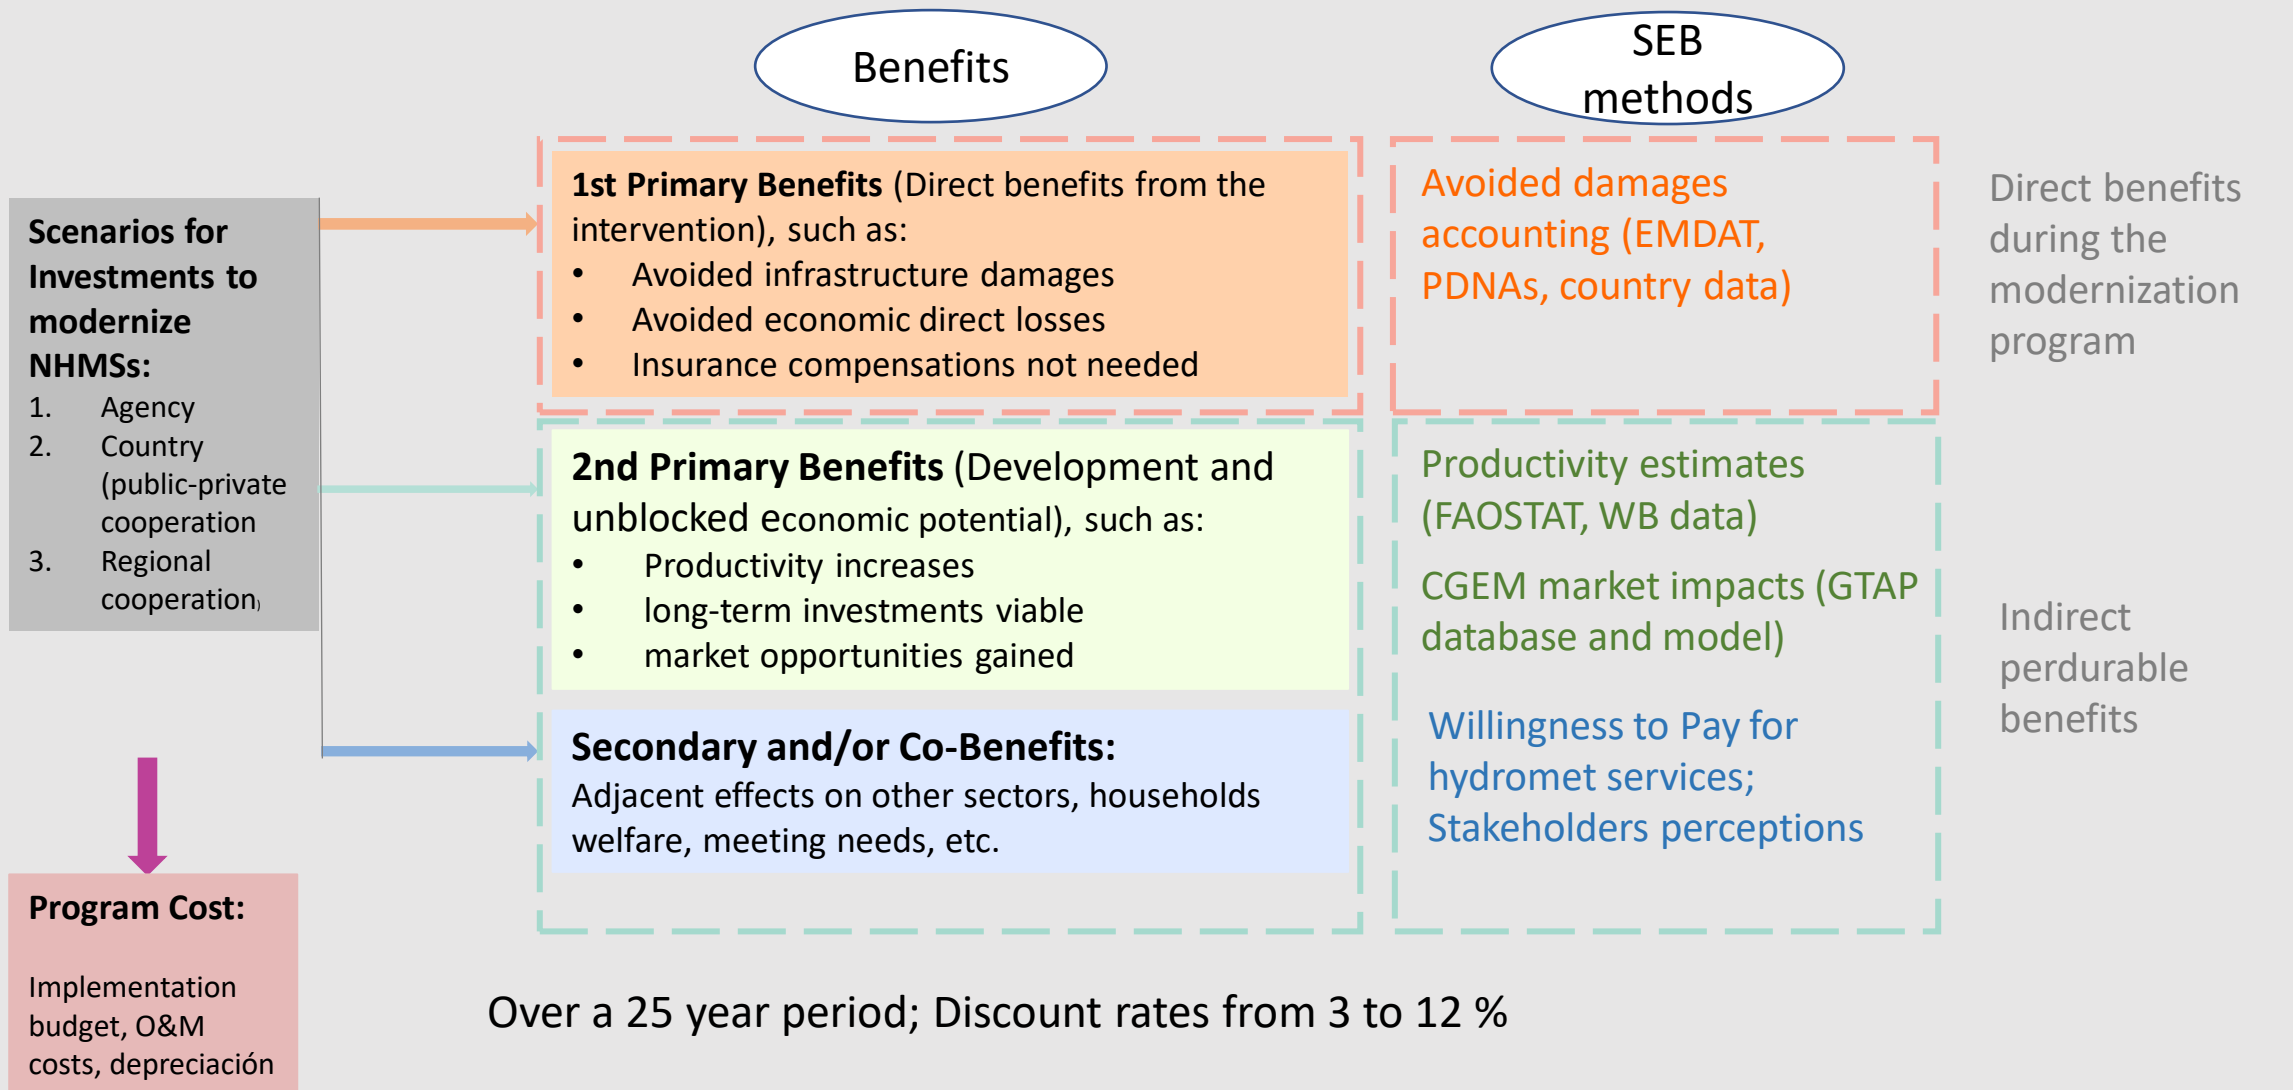 Benefits
SEB
methods
Scenarios for
Investments to
modernize
NHMSs:
1. Agency
2. Country
(public-private
cooperation
3. Regional
cooperation)
Program Cost:
Implementation
budget, O&M
costs, depreciación
1st Primary Benefits (Direct benefits from the
intervention), such as:
• Avoided infrastructure damages
• Avoided economic direct losses
• Insurance compensations not needed
2nd Primary Benefits (Development and
unblocked economic potential), such as:
• Productivity increases
• long-term investments viable
• market opportunities gained
Secondary and/or Co-Benefits:
Adjacent effects on other sectors, households
welfare, meeting needs, etc.
Avoided damages
accounting (EMDAT,
PDNAs, country data)
Productivity estimates
(FAOSTAT, WB data)
CGEM market impacts (GTAP
database and model)
Willingness to Pay for
hydromet services;
Stakeholders perceptions
Direct benefits
during the
modernization
program
Indirect
perdurable
benefits
Over a 25 year period; Discount rates from 3 to 12 %